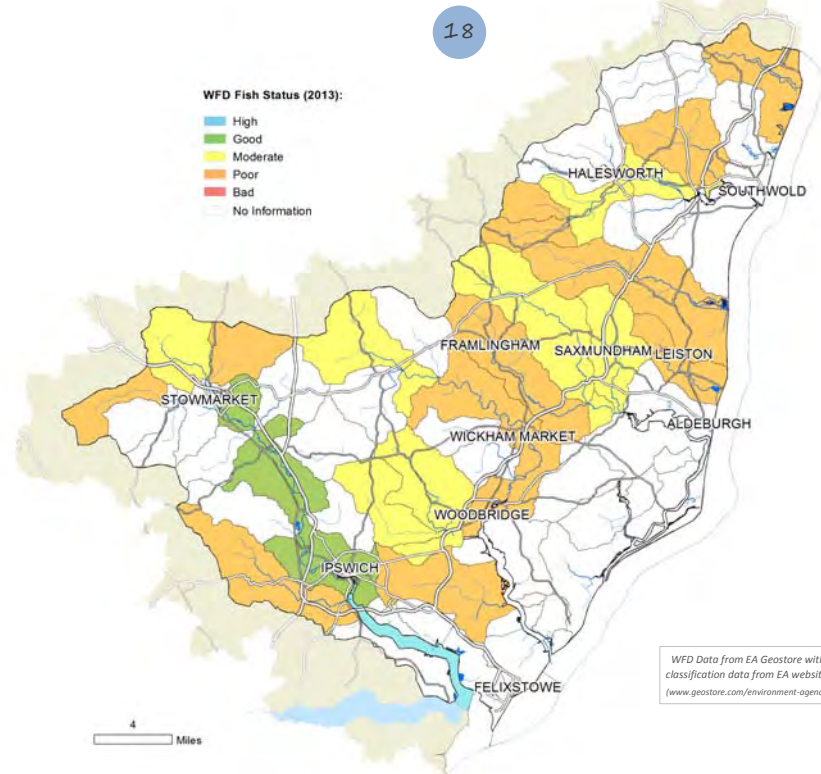 18
WFD Fish Status (2013):
High
Good
Moderate
Poor
Bad
No Information
HALESWORTH
SOUTHWOLD
FRAMLINGHAM
SAXMUNDHAM
LEISTON
STOWMARKET
ALDEBURGH
WICKHAM MARKET
WOODBRIDGE
IPSWICH
FELIXSTOWE
WFD Data from EA Geostore with
classification data from EA websit
(www.geostore.com/environment-agenc
4
Miles